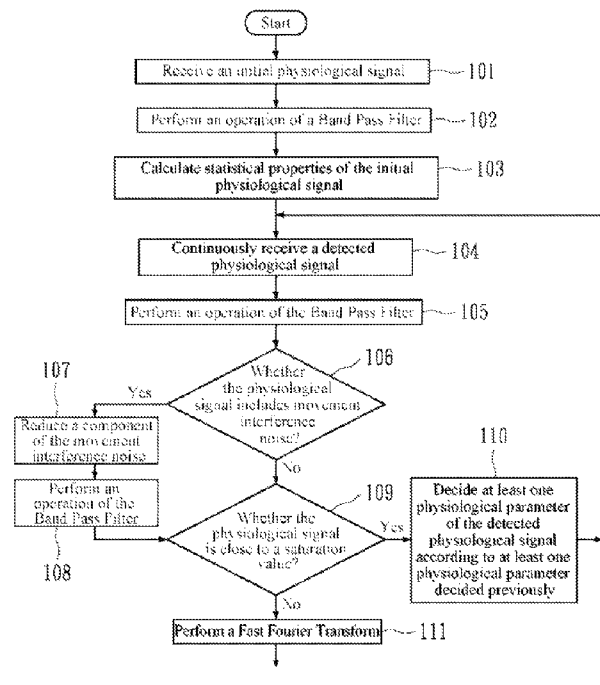 Start
Receive an initial physiological signal
101
Perform an operation of a Band Pass Filter
102
Calculate statistical properties of the initial
physiological signal
103
Continuously receive a detected
physiological signal
104
Perform an operation of the Band Pass Filter
105
106
Whether
the physiological
signal includes movement
interference
noise?
Yes
No
107
Reduce a component
of the movement
interference noise
Perform an
operation of the
Band Pass Filter
108
109
Whether the
physiological signal
is close to a saturation
value?
Yes
No
110
Decide at least one
physiological parameter
of the detected
physiological signal
according to at least one
physiological parameter
decided previously
Perform a Fast Fourier Transform
111